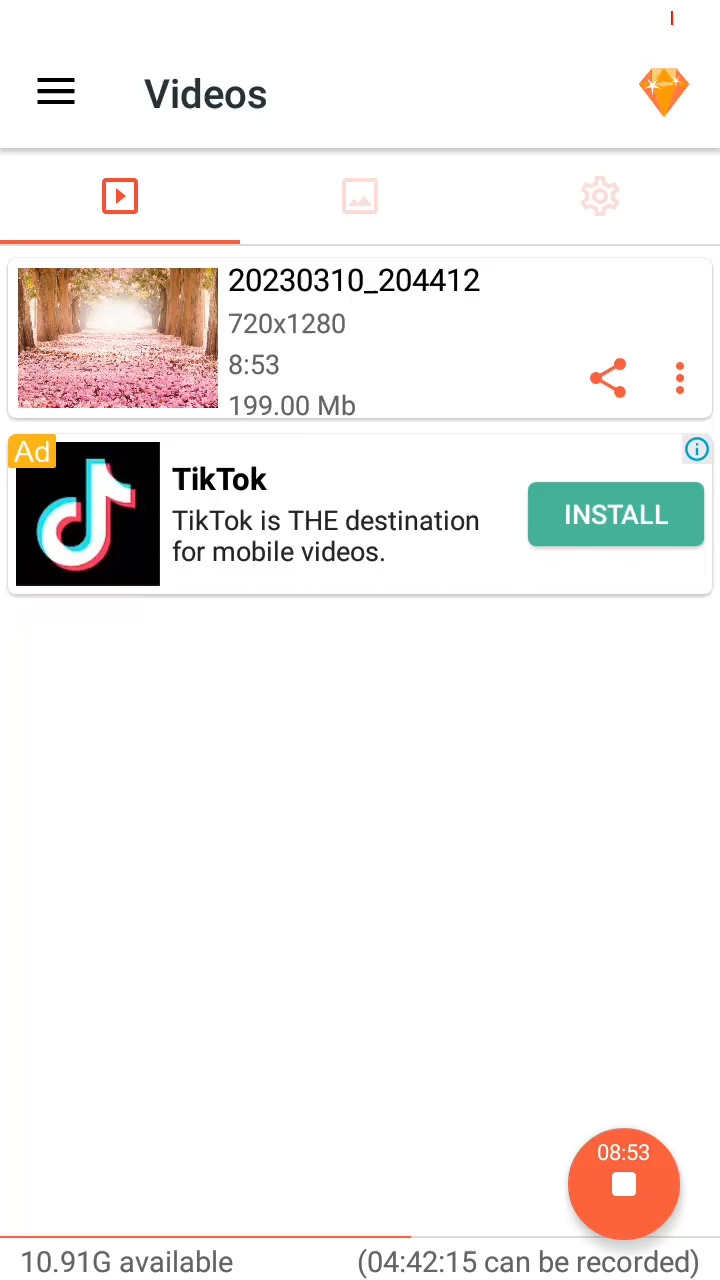 Videos
20230310_204412
720x1280
8:53
199.00 Mb
Ad
TikTok
TikTok is THE destination
for mobile videos.
INSTALL
08:53
10.91G available
(04:42:15 can be recorded)